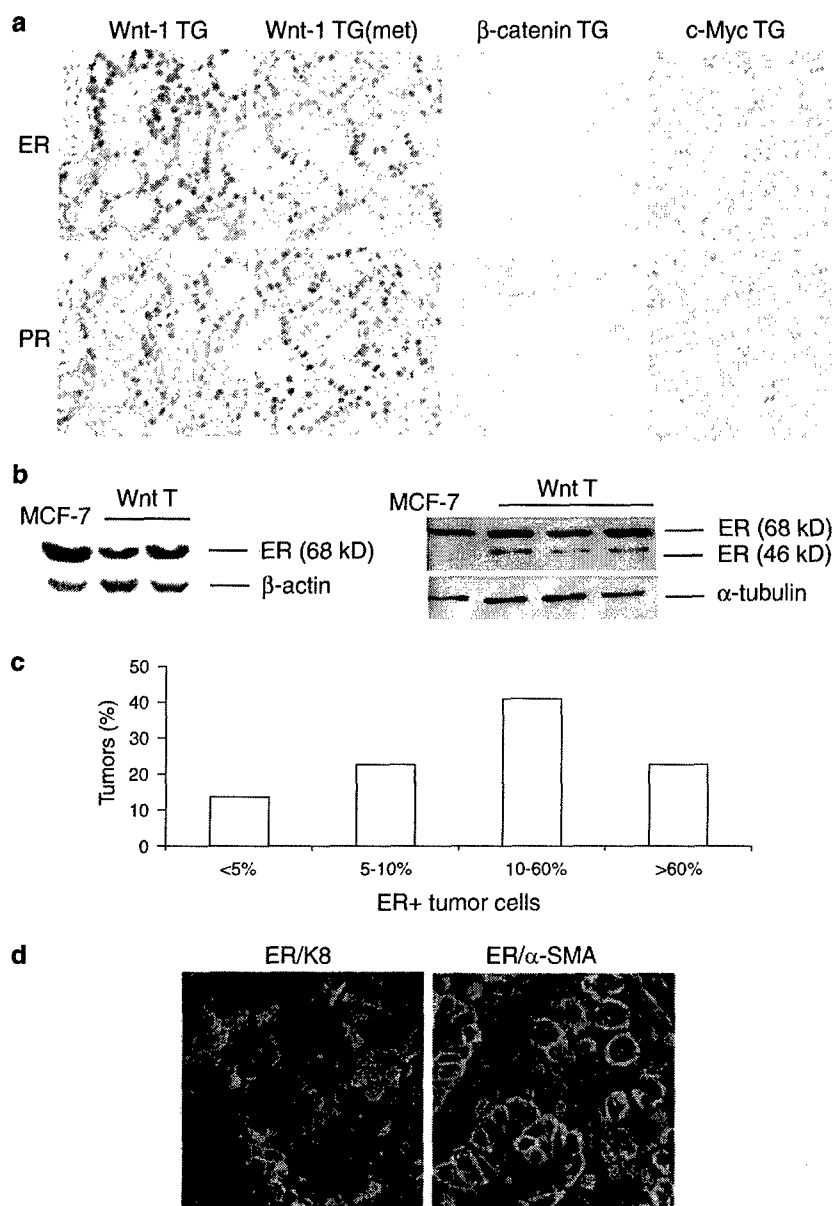 a
Wnt-1 TG Wnt-1 TG(met) β-catenin TG c-Myc TG
ER
PR
b
MCF-7 Wnt T
ER (68 kD)
β-actin
MCF-7 Wnt T
ER (68 kD)
ER (46 kD)
α-tubulin
c
Tumors (%)
50
40
30
20
10
0
<5% 5-10% 10-60% >60%
ER+ tumor cells
d
ER/K8 ER/α-SMA